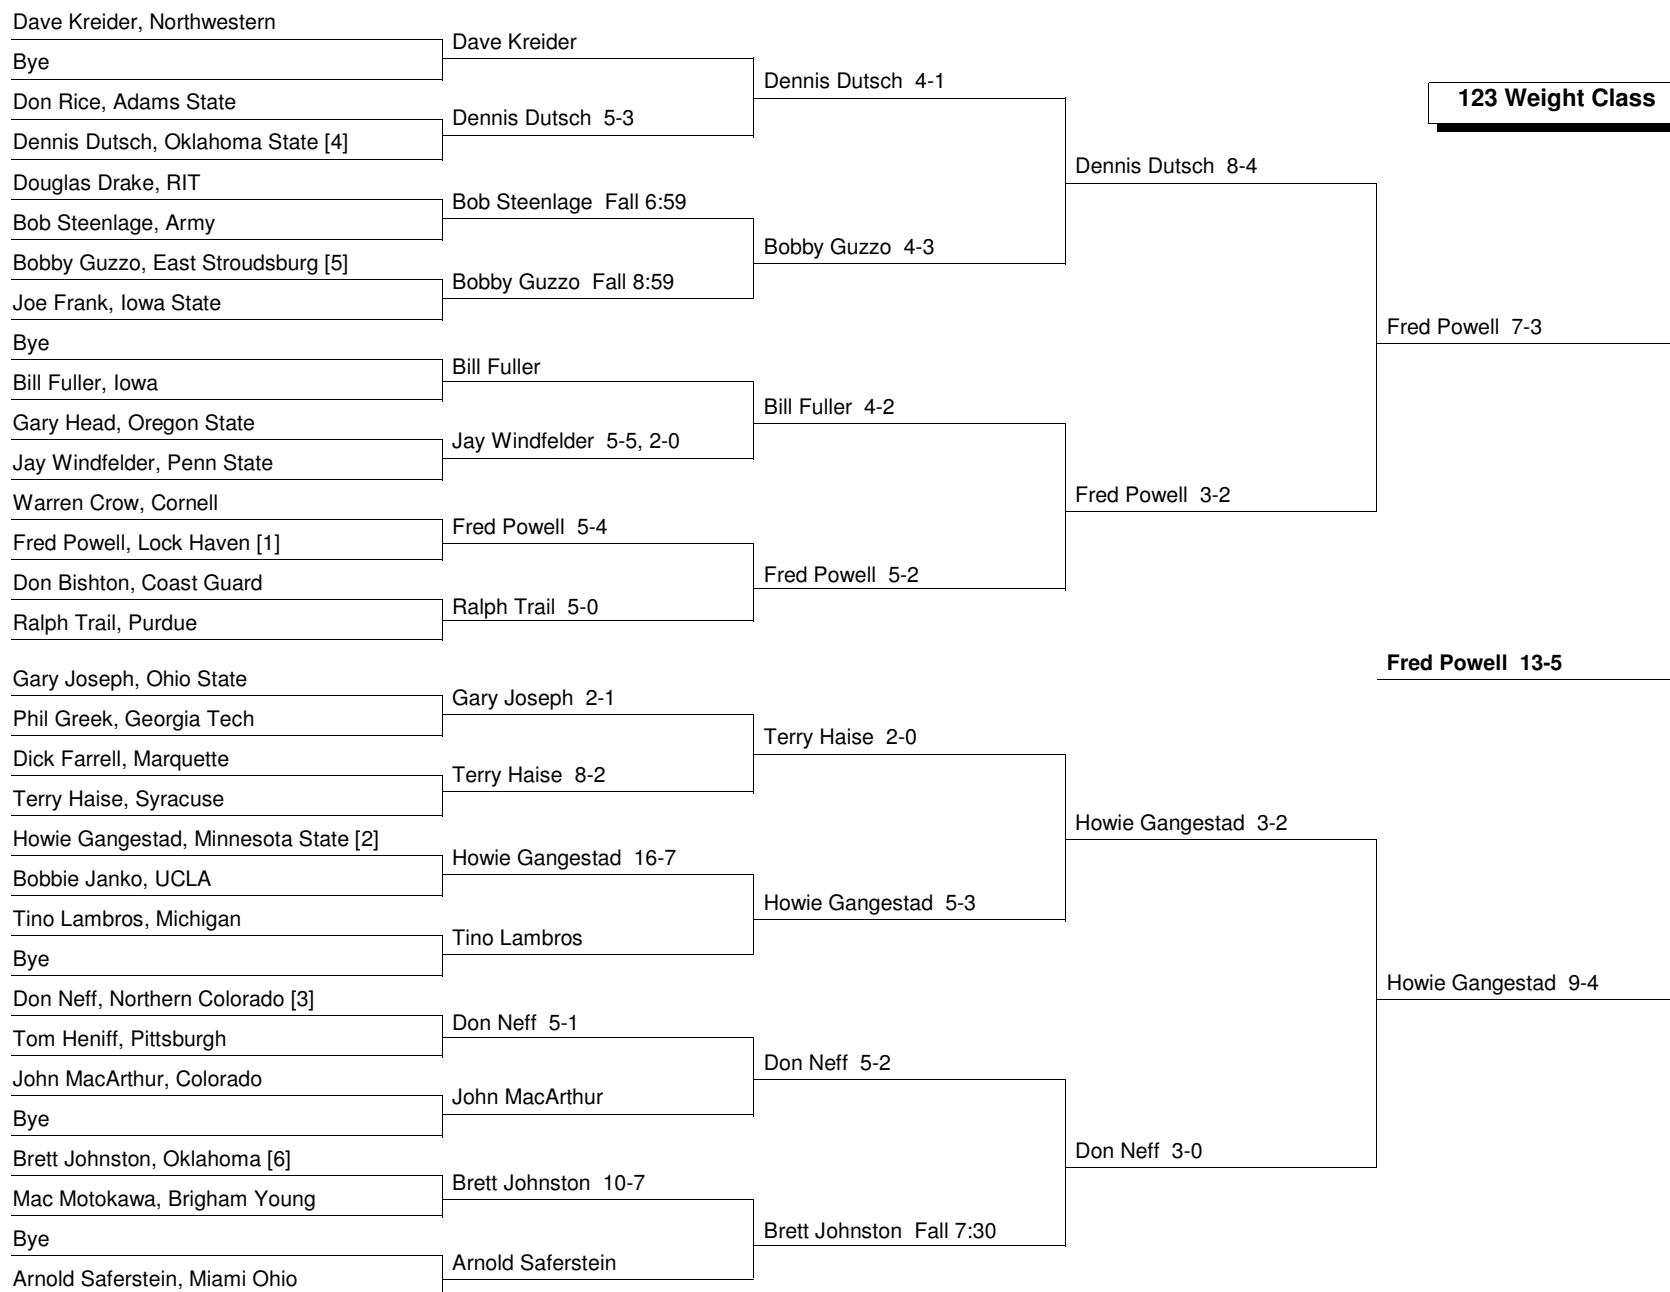 Dave Kreider, Northwestern
Bye
Don Rice, Adams State
Dennis Dutsch, Oklahoma State [4]
Douglas Drake, RIT
Bob Steenlage, Army
Bobby Guzzo, East Stroudsburg [5]
Joe Frank, Iowa State
Bye
Bill Fuller, Iowa
Gary Head, Oregon State
Jay Windfelder, Penn State
Warren Crow, Cornell
Fred Powell, Lock Haven [1]
Don Bishton, Coast Guard
Ralph Trail, Purdue
Gary Joseph, Ohio State
Phil Greek, Georgia Tech
Dick Farrell, Marquette
Terry Haise, Syracuse
Howie Gangestad, Minnesota State [2]
Bobbie Janko, UCLA
Tino Lambros, Michigan
Bye
Don Neff, Northern Colorado [3]
Tom Heniff, Pittsburgh
John MacArthur, Colorado
Bye
Brett Johnston, Oklahoma [6]
Mac Motokawa, Brigham Young
Bye
Arnold Saferstein, Miami Ohio
Dave Kreider
Dennis Dutsch 5-3
Bob Steenlage Fall 6:59
Bobby Guzzo Fall 8:59
Bill Fuller
Jay Windfelder 5-5, 2-0
Fred Powell 5-4
Ralph Trail 5-0
Gary Joseph 2-1
Terry Haise 8-2
Howie Gangestad 16-7
Tino Lambros
Don Neff 5-1
John MacArthur
Brett Johnston 10-7
Arnold Saferstein
Dennis Dutsch 4-1
Bobby Guzzo 4-3
Bill Fuller 4-2
Fred Powell 5-2
Terry Haise 2-0
Howie Gangestad 5-3
Don Neff 5-2
Brett Johnston Fall 7:30
Dennis Dutsch 8-4
Fred Powell 3-2
Howie Gangestad 3-2
Don Neff 3-0
123 Weight Class
Fred Powell 7-3
Fred Powell 13-5
Howie Gangestad 9-4